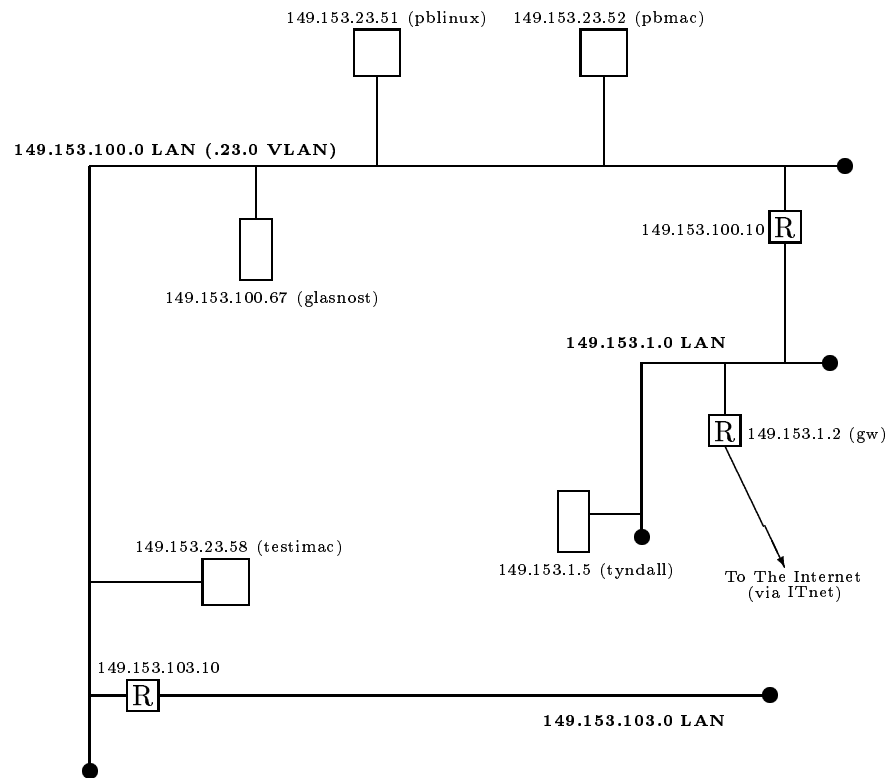 149.153.23.51 (pblinux)
149.153.23.52 (pbmac)
149.153.100.0 LAN (.23.0 VLAN)
149.153.100.10
R
149.153.100.67 (glasnost)
149.153.1.0 LAN
R
149.153.1.2 (gw)
149.153.23.58 (testimac)
149.153.1.5 (tyndall)
To The Internet
(via ITnet)
149.153.103.10
R
149.153.103.0 LAN